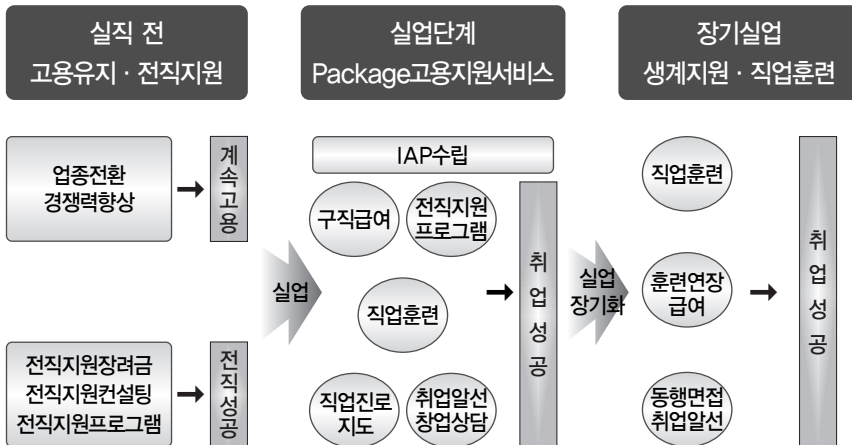 실직 전
고용유지 · 전직지원
실업단계
Package고용지원서비스
장기실업
생계지원 · 직업훈련
업종전환
경쟁력향상
계속고용
전직지원장려금
전직지원컨설팅
전직지원프로그램
전직성공
실업
IAP수립
구직급여
전직지원
프로그램
직업훈련
직업진로
지도
취업알선
창업상담
취업성공
실업
장기화
직업훈련
훈련연장
급여
동행면접
취업알선
취업성공